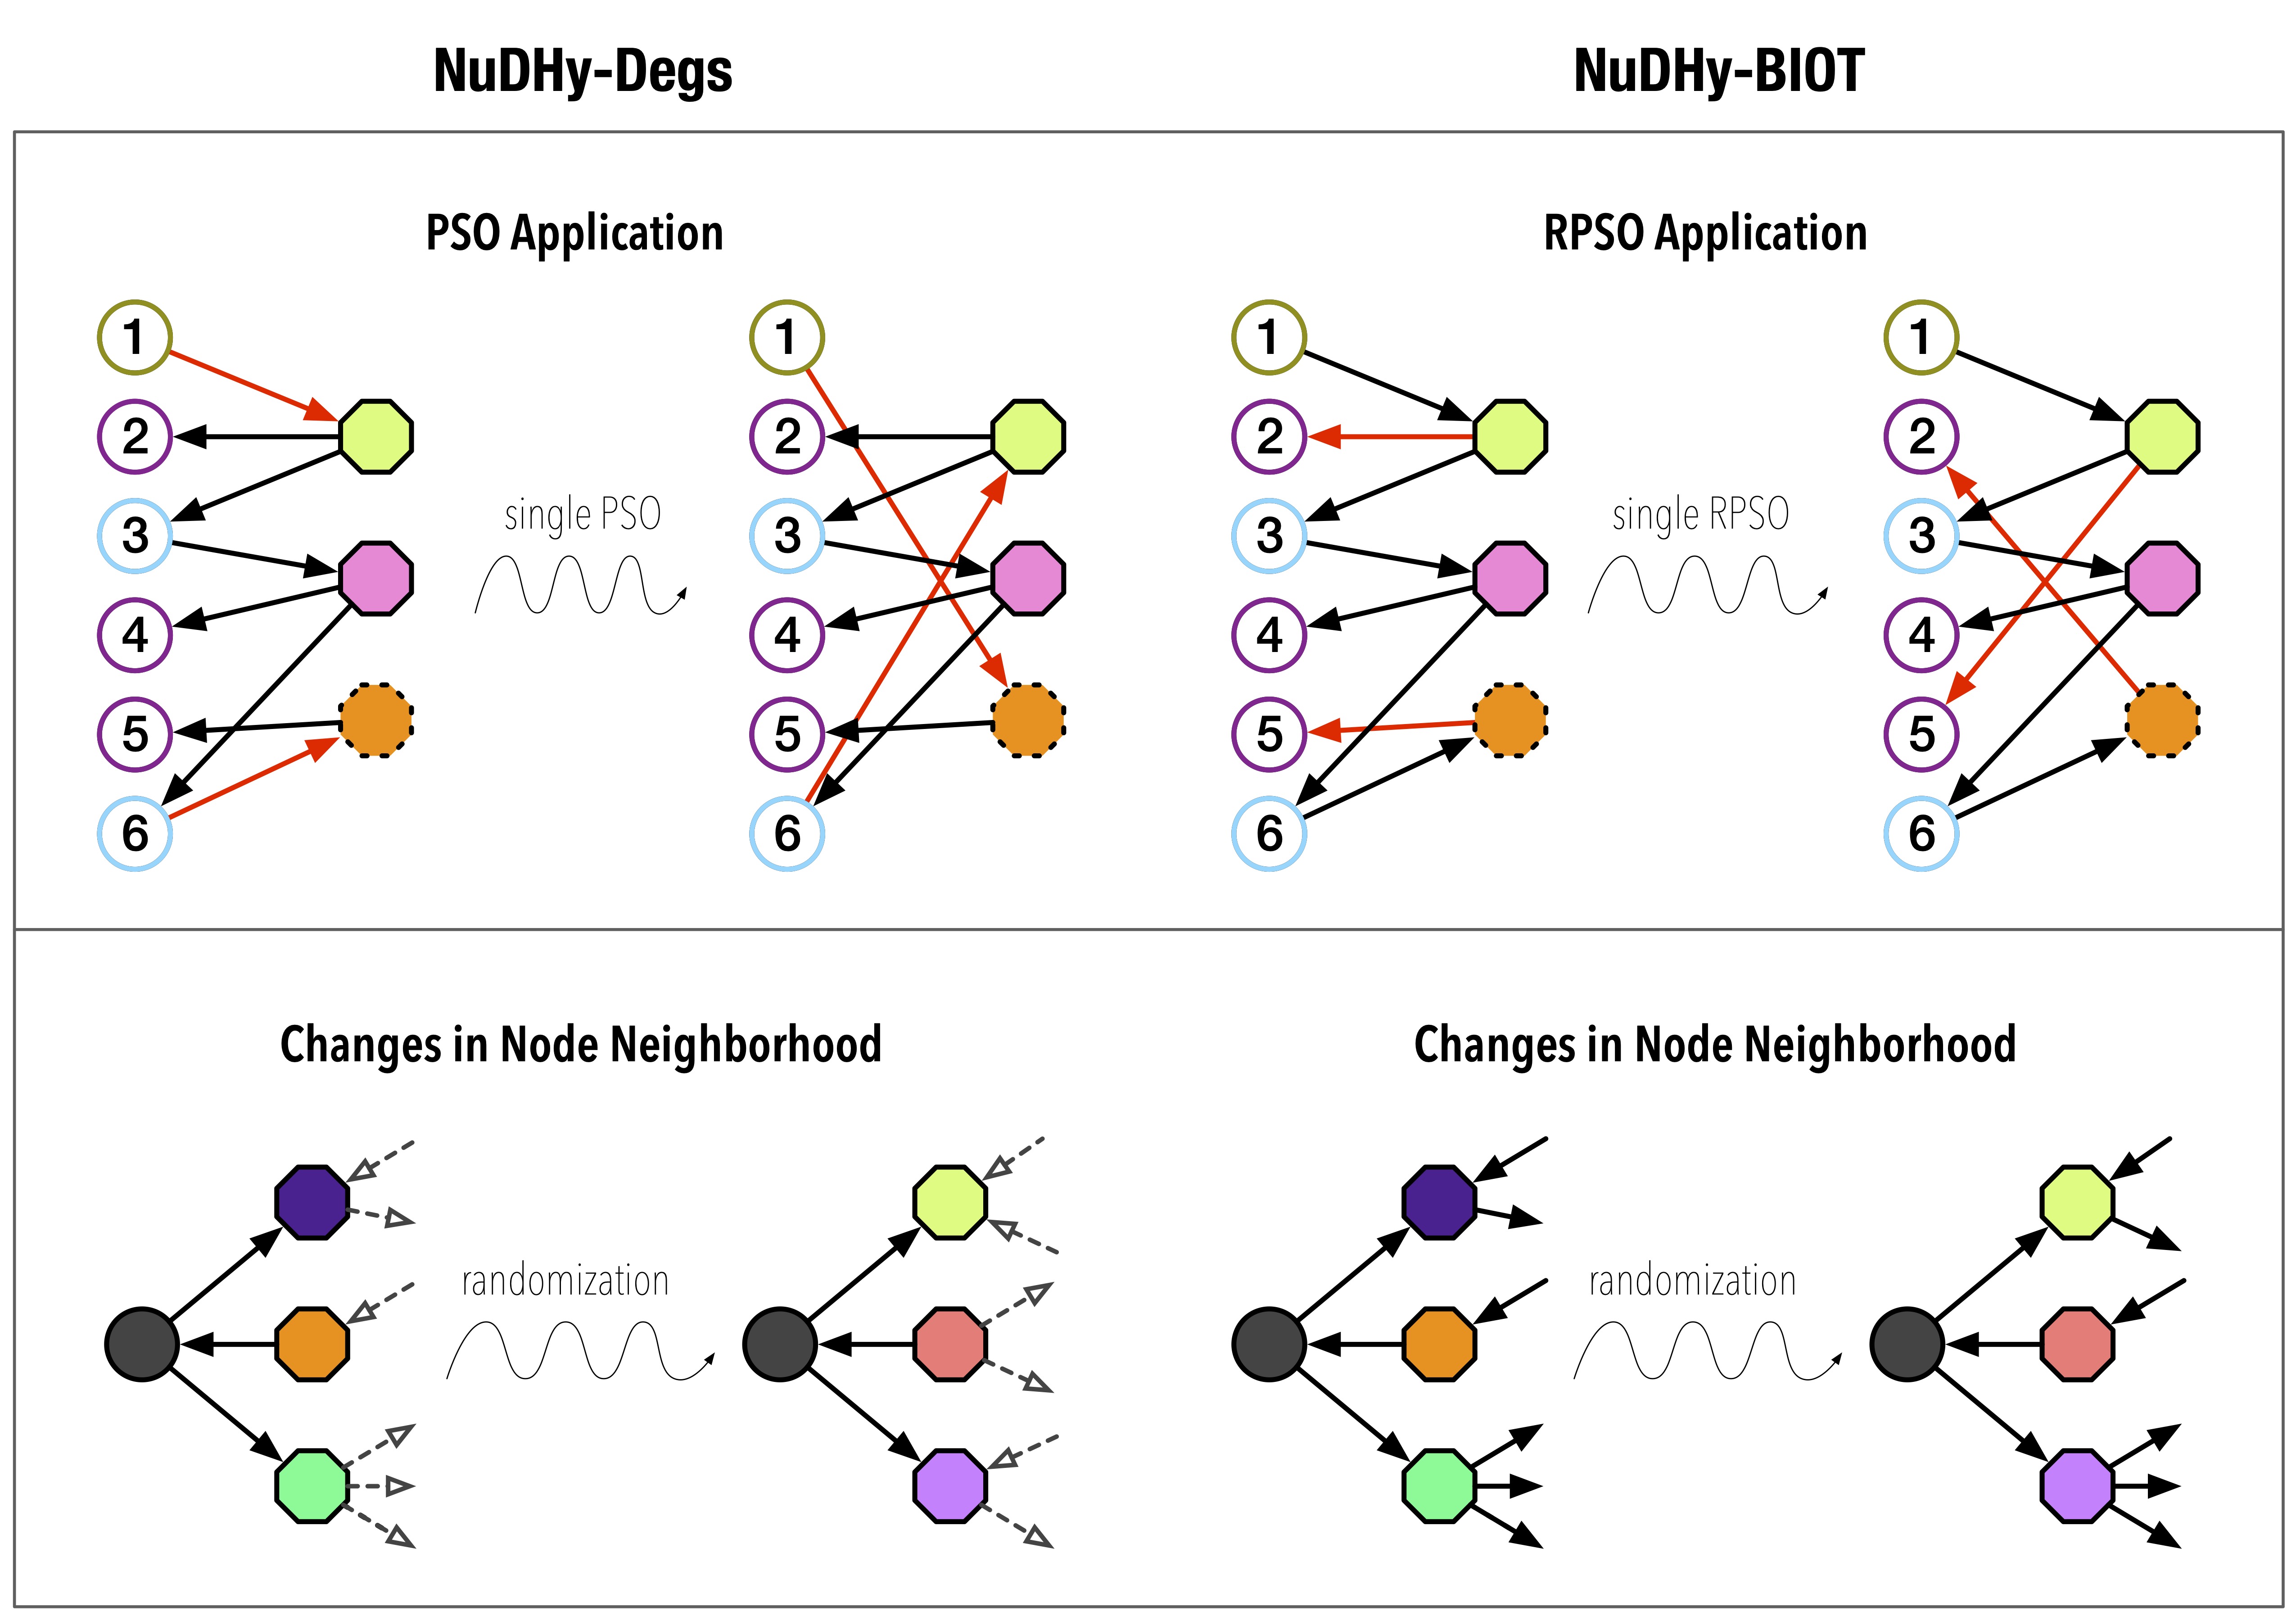 NuDHy-Degs
NuDHy-BIOT
PSO Application
RPSO Application
1
2
3
4
5
6
single PSO
1
2
3
4
5
6
1
2
3
4
5
6
single RPSO
1
2
3
4
5
6
Changes in Node Neighborhood
Changes in Node Neighborhood
randomization
randomization